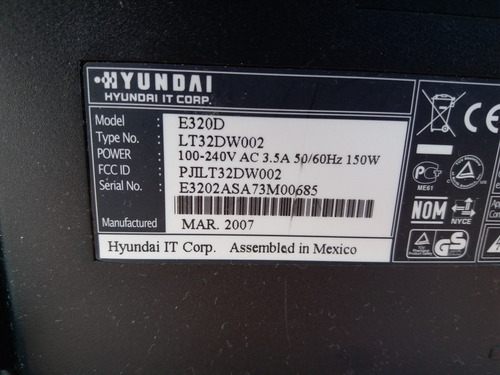 HYUNDAI
HYUNDAI IT CORP.
Model : E320D
Type No. : LT32DW002
POWER : 100-240V AC 3.5A 50/60Hz 150W
FCC ID : PJILT32DW002
Serial No. : E3202ASA73M00685
Manufactured : MAR. 2007
Hyundai IT Corp. Assembled in Mexico
ME61
NOM
NYCE
GS